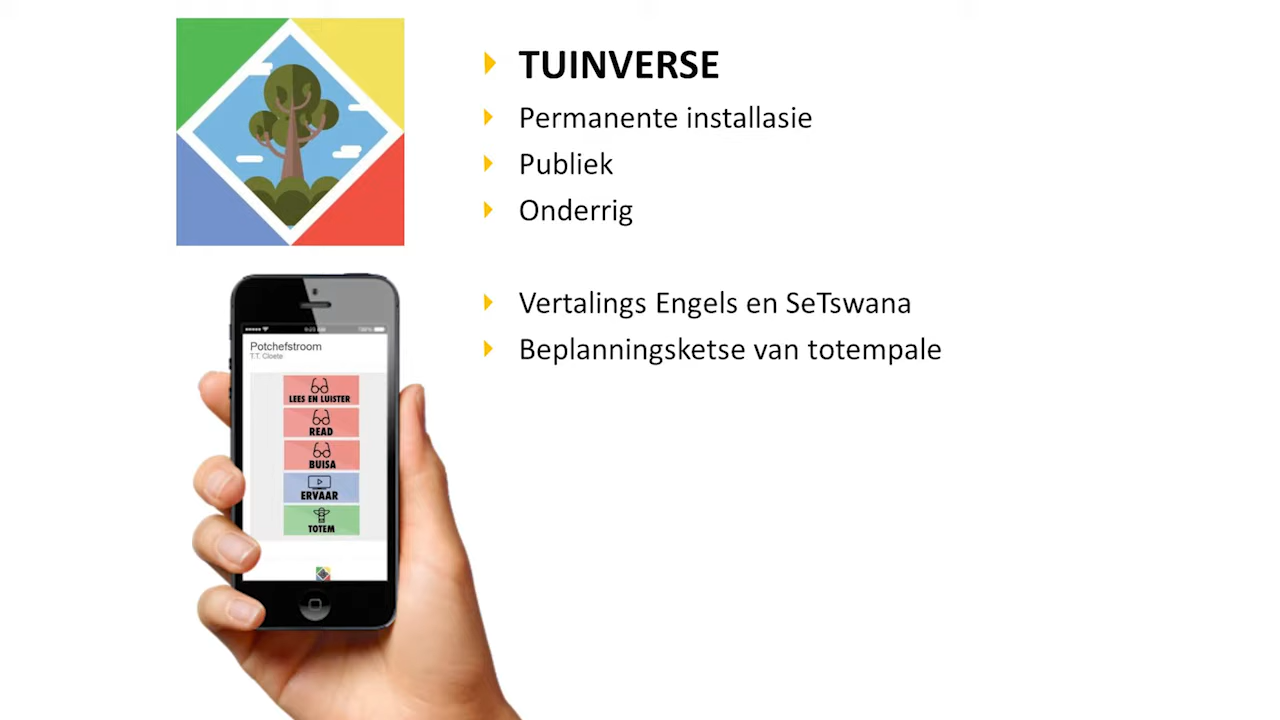 TUINVERSE
Permanente installasie
Publiek
Onderrig
Vertalings Engels en SeTswana
Beplanningsketse van totempale
Potchefstroom
T.T. Cloete
LEES EN LUISTER
READ
BUISA
ERVAAR
TOTEM